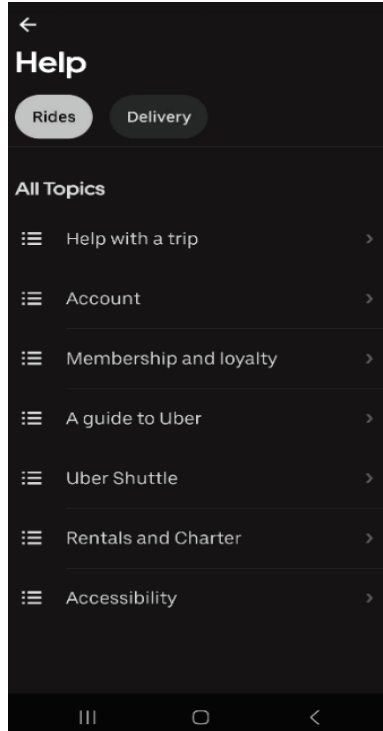 Help
Rides Delivery
All Topics
Help with a trip
Account
Membership and loyalty
A guide to Uber
Uber Shuttle
Rentals and Charter
Accessibility